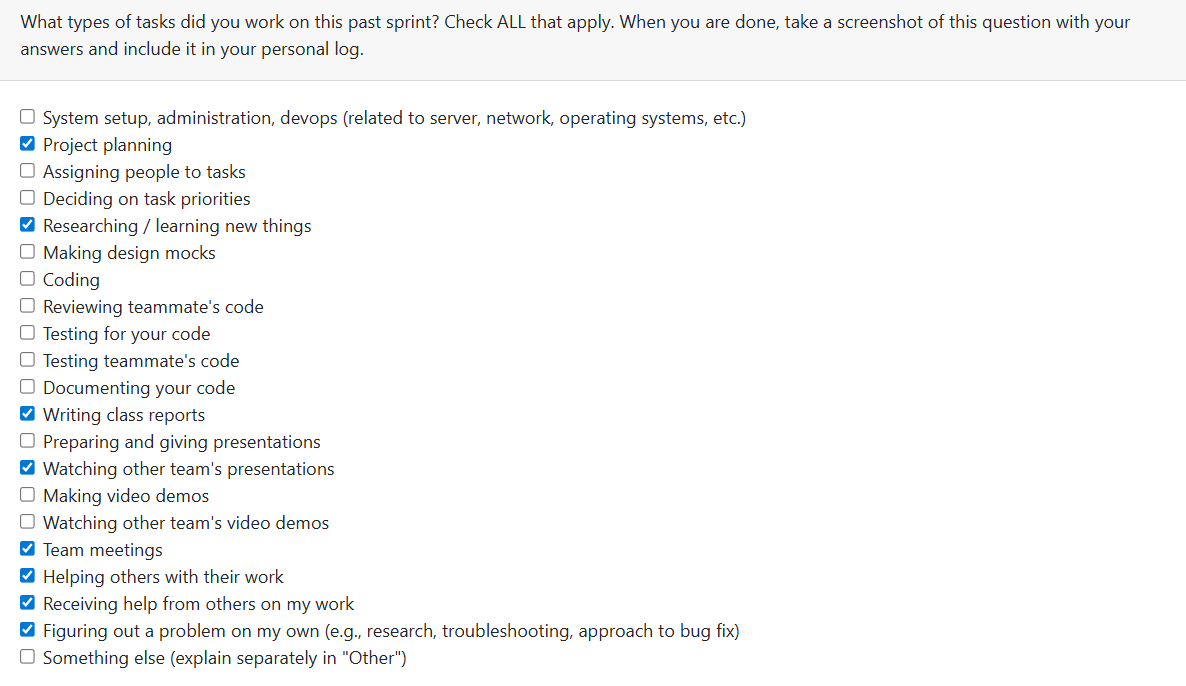 What types of tasks did you work on this past sprint? Check ALL that apply. When you are done, take a screenshot of this question with your
answers and include it in your personal log.
System setup, administration, devops (related to server, network, operating systems, etc.)
Project planning
Assigning people to tasks
Deciding on task priorities
Researching / learning new things
Making design mocks
Coding
Reviewing teammate's code
Testing for your code
Testing teammate's code
Documenting your code
Writing class reports
Preparing and giving presentations
Watching other team's presentations
Making video demos
Watching other team's video demos
Team meetings
Helping others with their work
Receiving help from others on my work
Figuring out a problem on my own (e.g., research, troubleshooting, approach to bug fix)
Something else (explain separately in "Other")